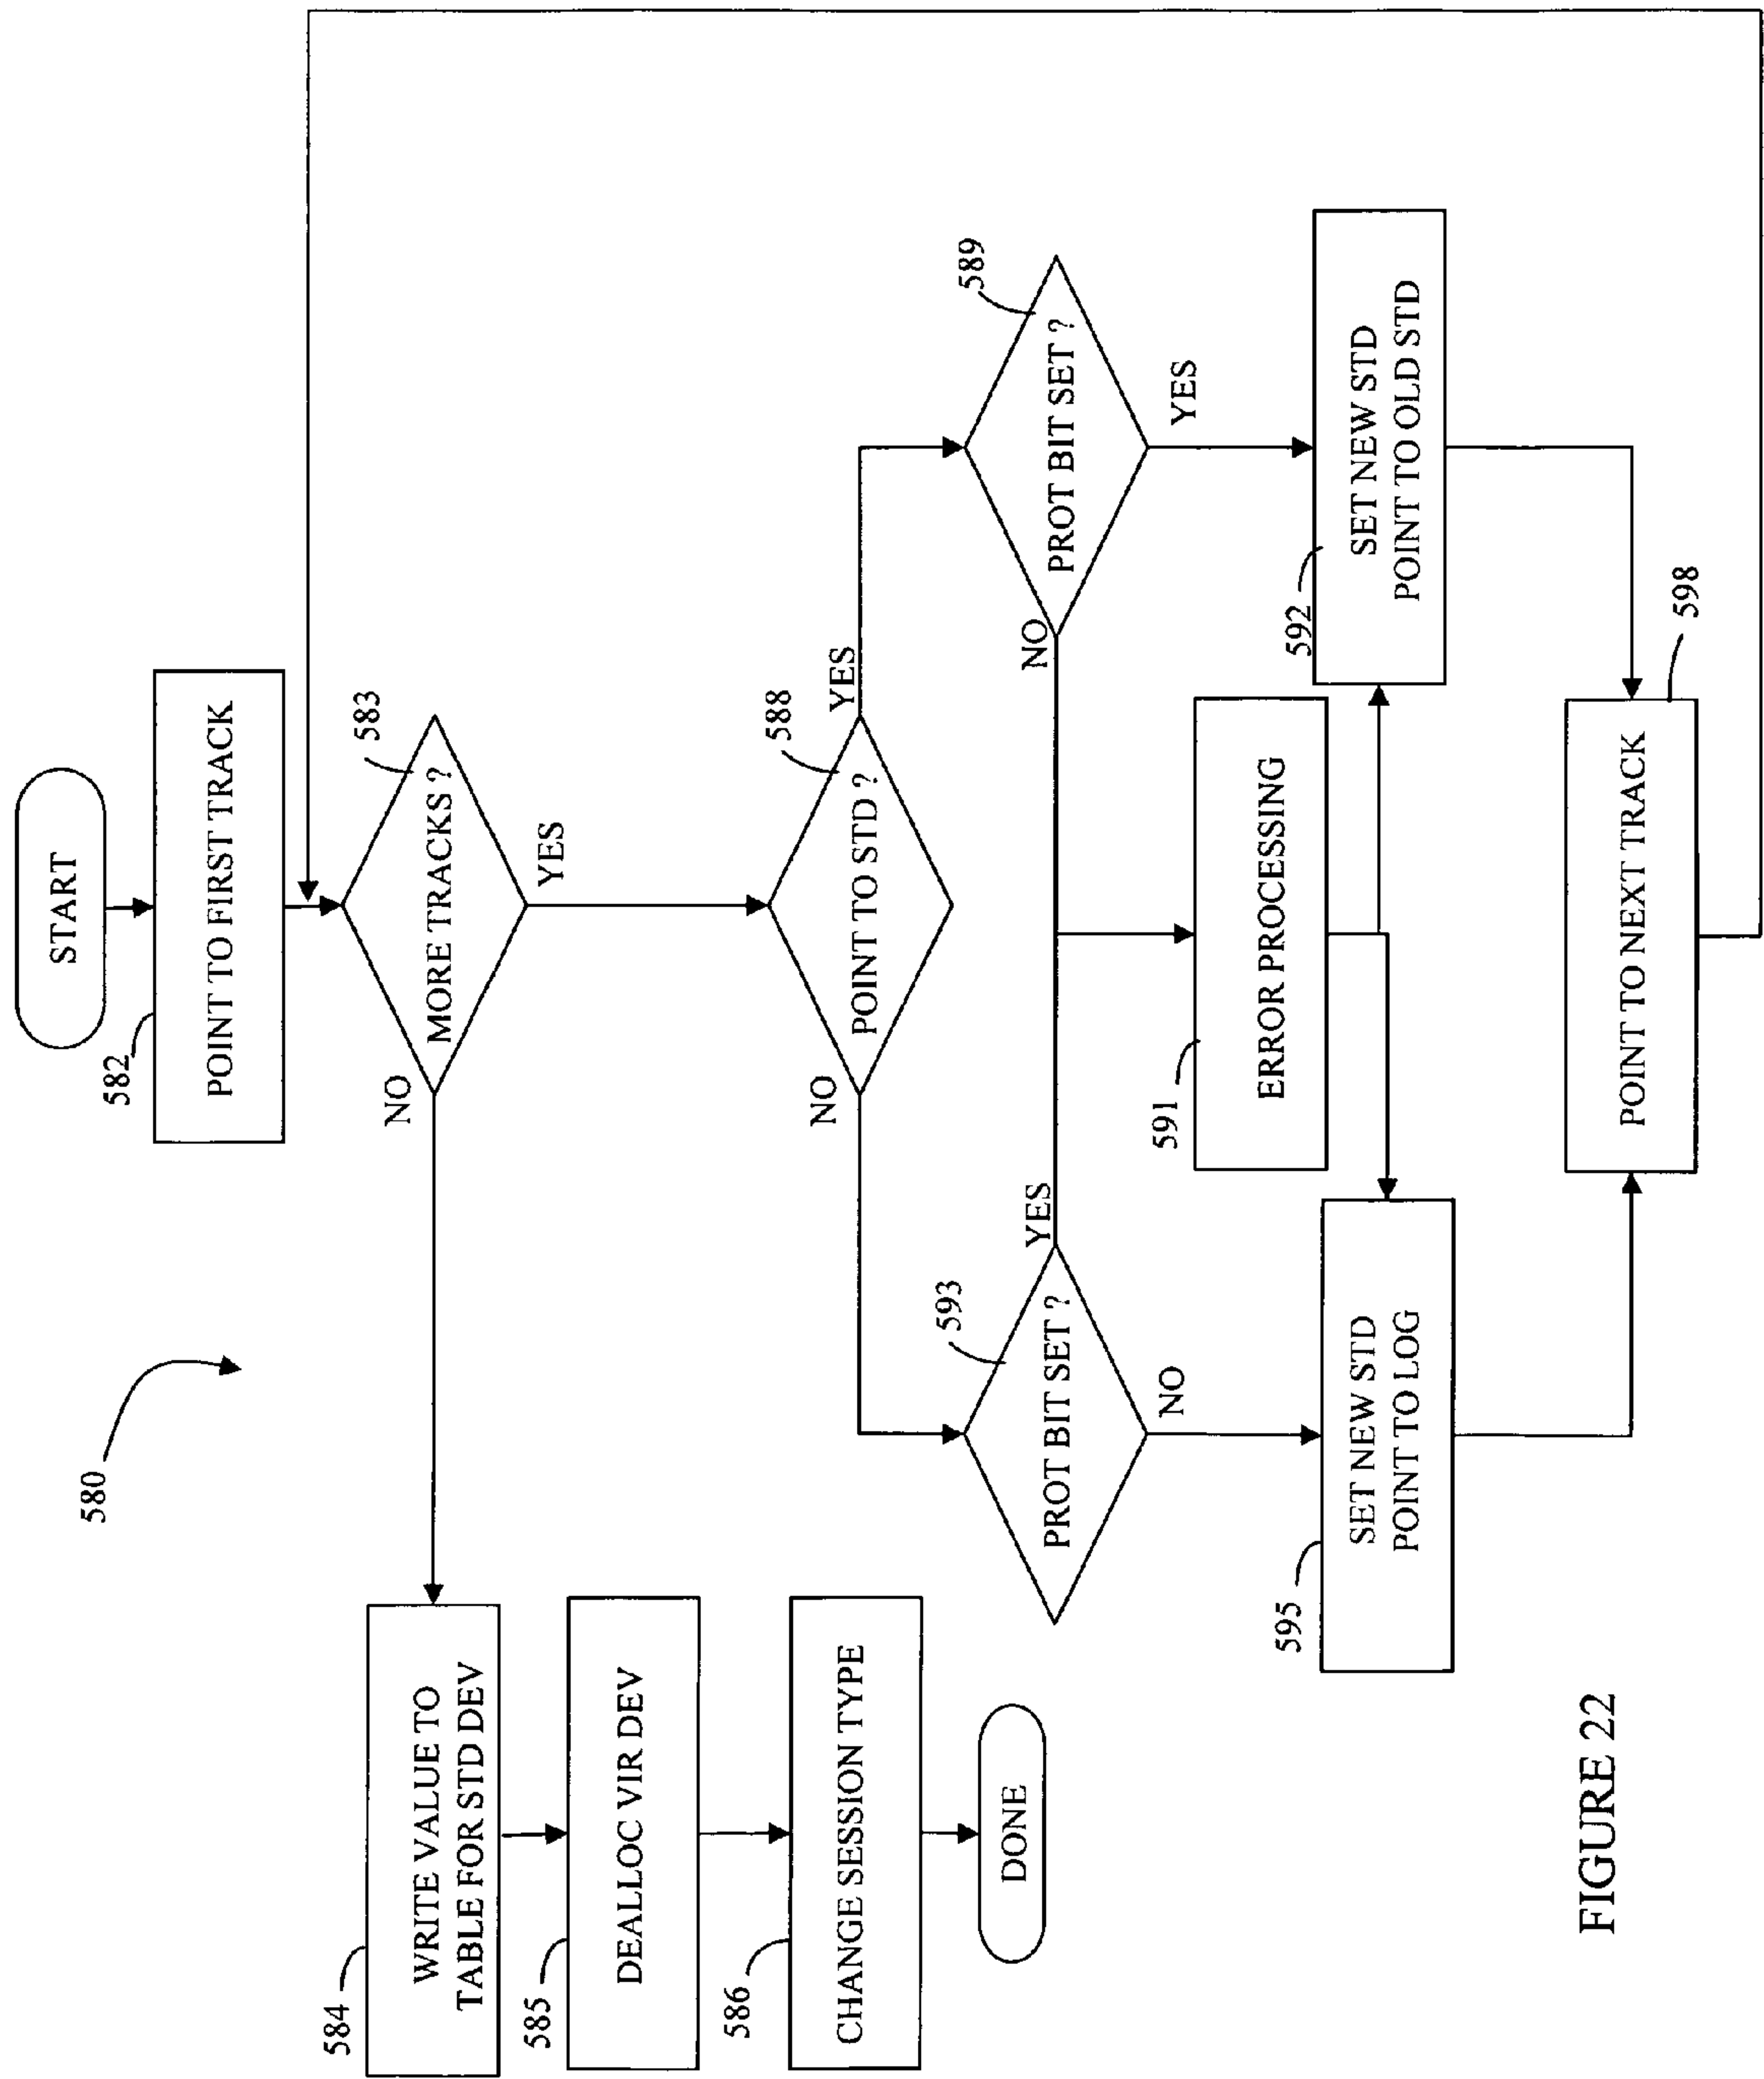 580
START
582
POINT TO FIRST TRACK
583
MORE TRACKS ?
NO
YES
584
WRITE VALUE TO
TABLE FOR STD DEV
585
DEALLOC VIR DEV
586
CHANGE SESSION TYPE
DONE
588
POINT TO STD ?
NO
YES
593
PROT BIT SET ?
YES
NO
589
PROT BIT SET ?
NO
YES
591
ERROR PROCESSING
595
SET NEW STD
POINT TO LOG
592
SET NEW STD
POINT TO OLD STD
POINT TO NEXT TRACK
598
FIGURE 22